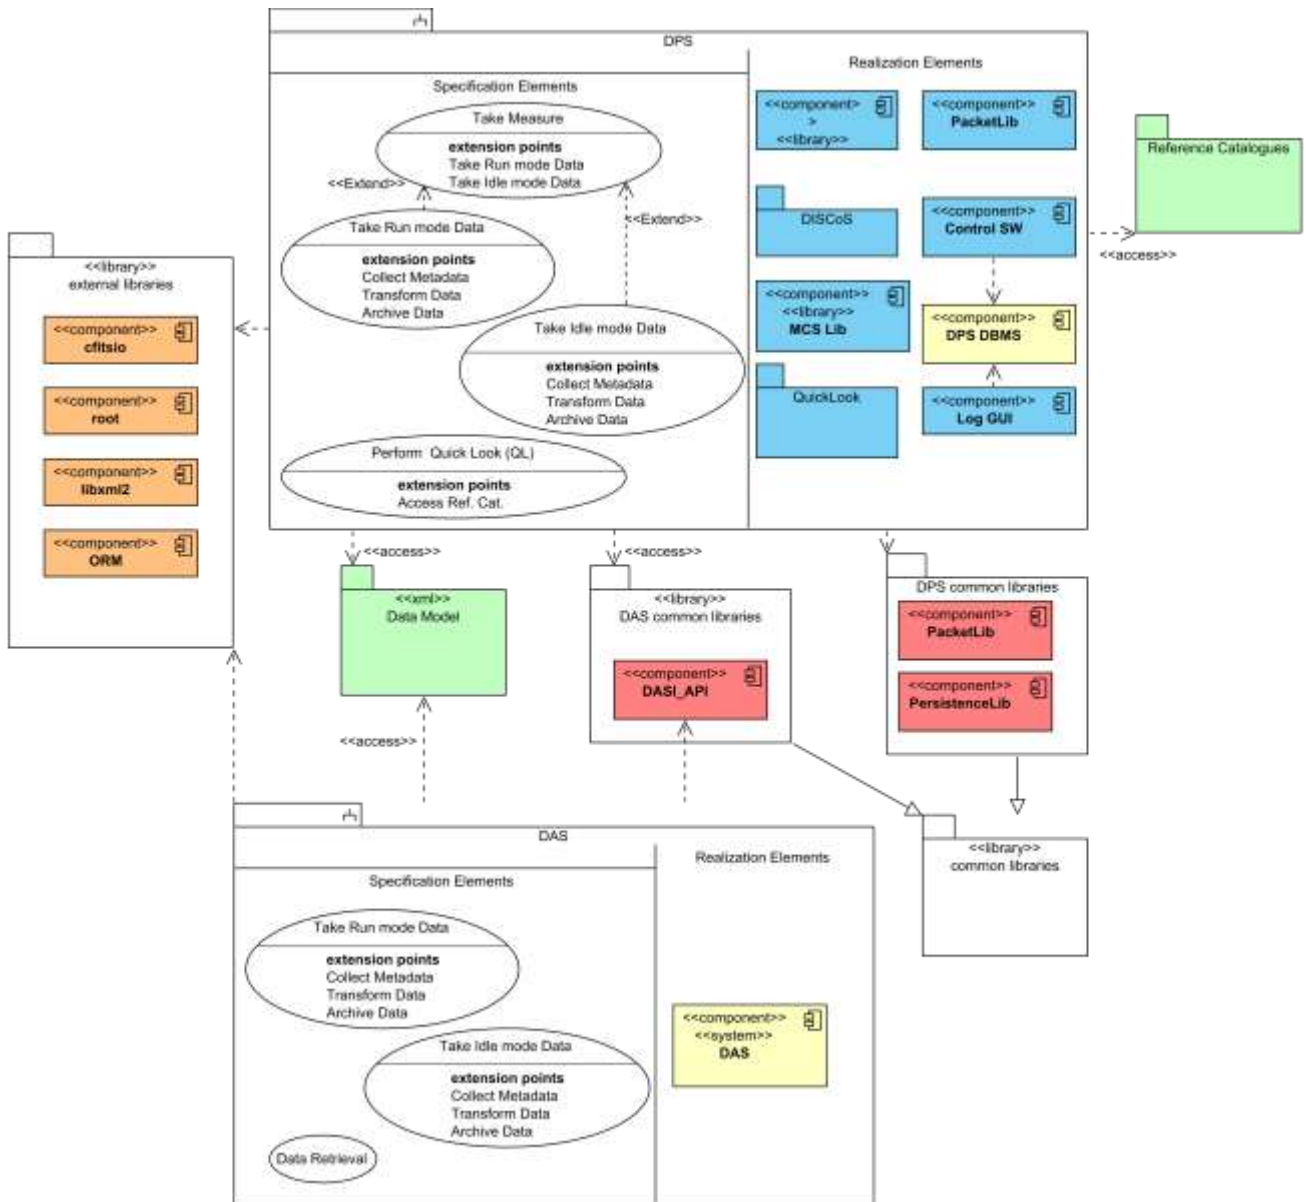 DPS
Specification Elements
Take Measure
extension points
Take Run mode Data
Take Idle mode Data
<<Extend>>
<<Extend>>
Take Run mode Data
extension points
Collect Metadata
Transform Data
Archive Data
Take Idle mode Data
extension points
Collect Metadata
Transform Data
Archive Data
Perform Quick Look (QL)
extension points
Access Ref. Cat.
Realization Elements
<<component>
>
<<library>>
<<component>>
PacketLib
DISCoS
<<component>>
Control SW
<<component>>
<<library>>
MCS Lib
<<component>>
DPS DBMS
QuickLook
<<component>>
Log GUI
Reference Catalogues
<<access>>
<<library>>
external libraries
<<component>>
cfitsio
<<component>>
root
<<component>>
libxml2
<<component>>
ORM
<<access>>
<<xml>>
Data Model
<<access>>
<<access>>
<<library>>
DAS common libraries
<<component>>
DASI_API
DPS common libraries
<<component>>
PacketLib
<<component>>
PersistenceLib
<<library>>
common libraries
DAS
Specification Elements
Take Run mode Data
extension points
Collect Metadata
Transform Data
Archive Data
Take Idle mode Data
extension points
Collect Metadata
Transform Data
Archive Data
Data Retrieval
Realization Elements
<<component>>
<<system>>
DAS